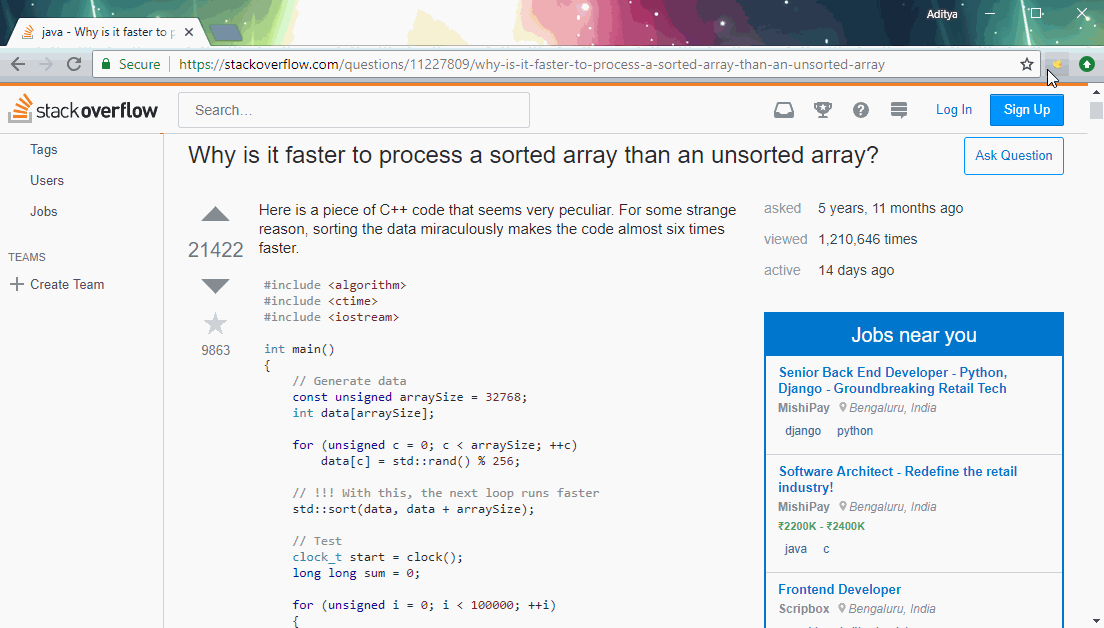 Aditya
java - Why is it faster to p
Secure https://stackoverflow.com/questions/11227809/why-is-it-faster-to-process-a-sorted-array-than-an-unsorted-array
stackoverflow
Search…
Log In
Sign Up
Tags
Users
Jobs
TEAMS
Create Team
Why is it faster to process a sorted array than an unsorted array?
Ask Question
21422
9863
Here is a piece of C++ code that seems very peculiar. For some strange
reason, sorting the data miraculously makes the code almost six times
faster.
#include <algorithm>
#include <ctime>
#include <iostream>
int main()
{
    // Generate data
    const unsigned arraySize = 32768;
    int data[arraySize];
    for (unsigned c = 0; c < arraySize; ++c)
        data[c] = std::rand() % 256;
    // !!! With this, the next loop runs faster
    std::sort(data, data + arraySize);
    // Test
    clock_t start = clock();
    long long sum = 0;
    for (unsigned i = 0; i < 100000; ++i)
    {
asked 5 years, 11 months ago
viewed 1,210,646 times
active 14 days ago
Jobs near you
Senior Back End Developer - Python,
Django - Groundbreaking Retail Tech
MishiPay Bengaluru, India
django python
Software Architect - Redefine the retail
industry!
MishiPay Bengaluru, India
₹2200K - ₹2400K
java c
Frontend Developer
Scripbox Bengaluru, India